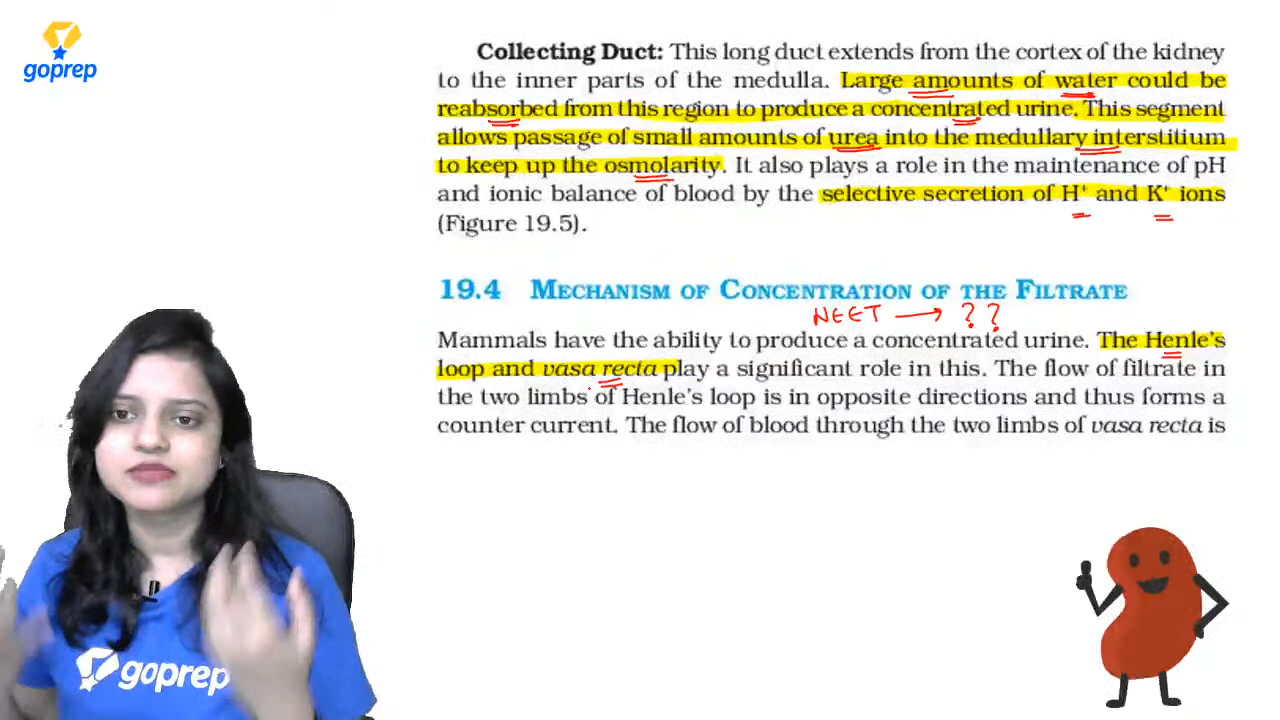 goprep
Collecting Duct: This long duct extends from the cortex of the kidney
to the inner parts of the medulla. Large amounts of water could be
reabsorbed from this region to produce a concentrated urine. This segment
allows passage of small amounts of urea into the medullary interstitium
to keep up the osmolarity. It also plays a role in the maintenance of pH
and ionic balance of blood by the selective secretion of H⁺ and K⁺ ions
(Figure 19.5).
19.4 MECHANISM OF CONCENTRATION OF THE FILTRATE
NEET → ??
Mammals have the ability to produce a concentrated urine. The Henle's
loop and vasa recta play a significant role in this. The flow of filtrate in
the two limbs of Henle's loop is in opposite directions and thus forms a
counter current. The flow of blood through the two limbs of vasa recta is
goprep